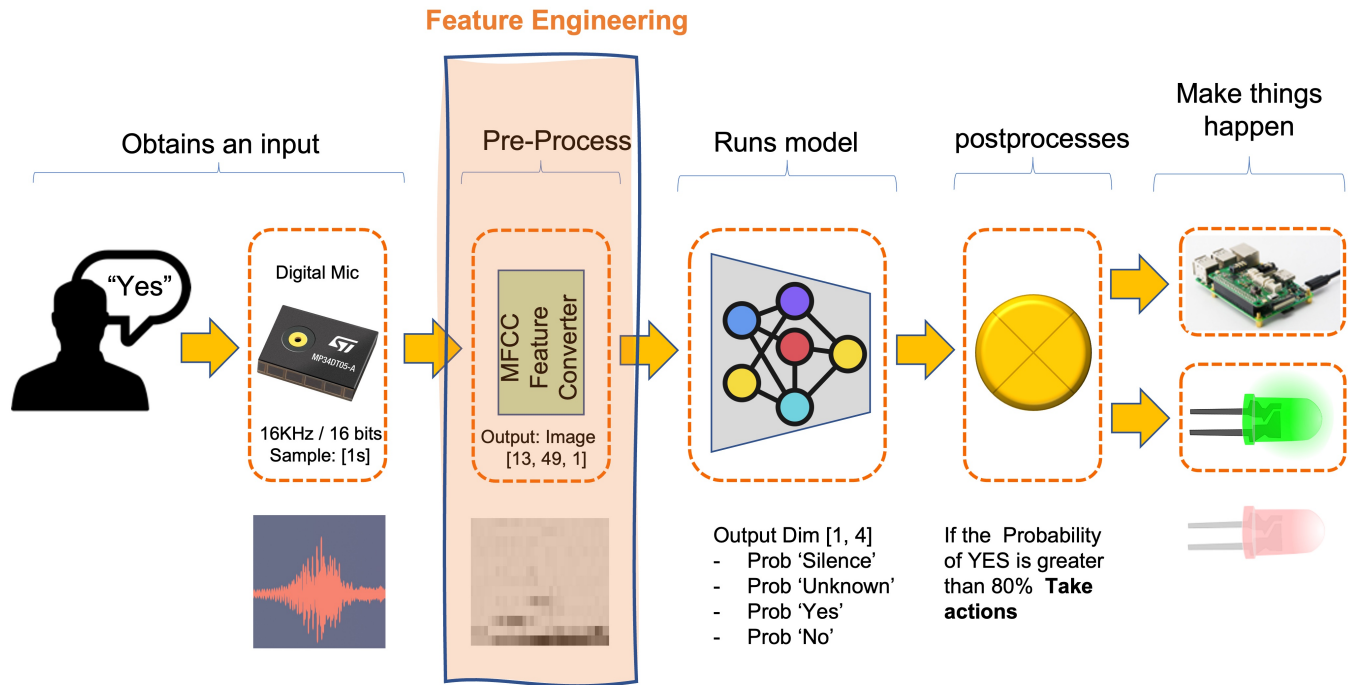 Feature Engineering
Obtains an input
Pre-Process
Runs model
postprocesses
Make things
happen
“Yes”
Digital Mic
ST
MP34DT05-A
16KHz / 16 bits
Sample: [1s]
MFCC
Feature
Converter
Output: Image
[13, 49, 1]
Output Dim [1, 4]
- Prob ‘Silence’
- Prob ‘Unknown’
- Prob ‘Yes’
- Prob ‘No’
If the Probability
of YES is greater
than 80% Take
actions